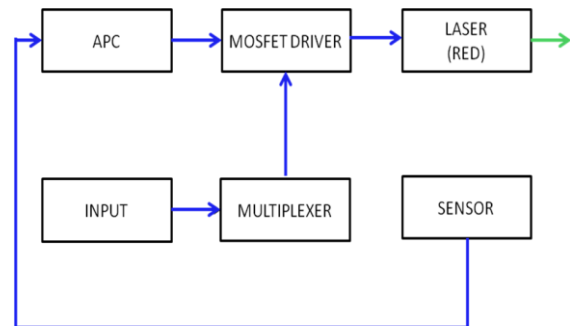 APC
MOSFET DRIVER
LASER
(RED)
INPUT
MULTIPLEXER
SENSOR